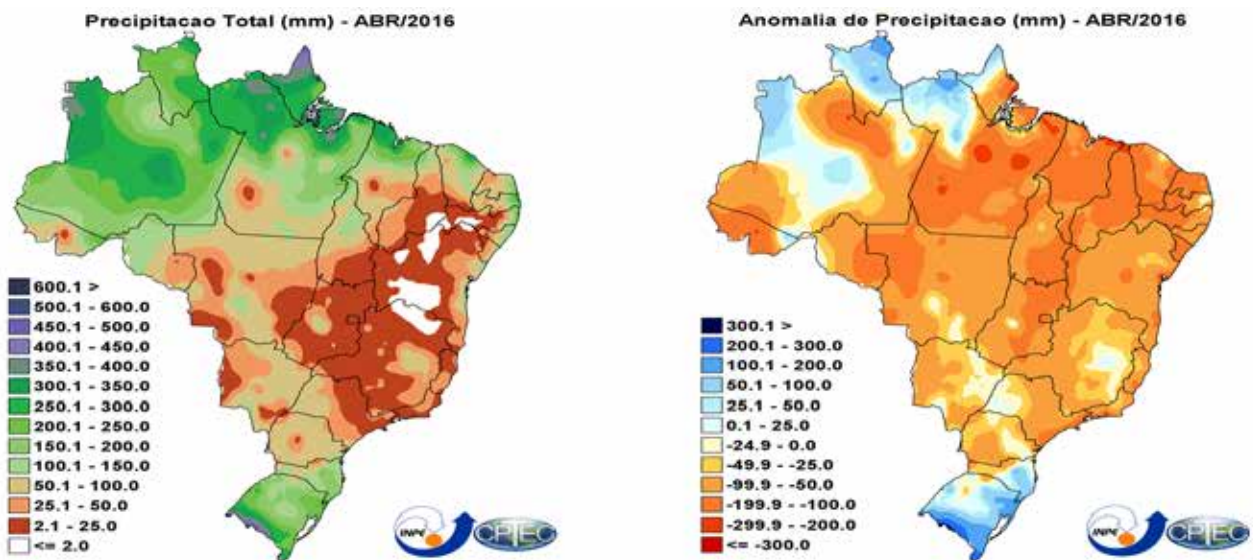 Precipitacao Total (mm) - ABR/2016
600.1 >
500.1 - 600.0
450.1 - 500.0
400.1 - 450.0
350.1 - 400.0
300.1 - 350.0
250.1 - 300.0
200.1 - 250.0
150.1 - 200.0
100.1 - 150.0
50.1 - 100.0
25.1 - 50.0
2.1 - 25.0
<= 2.0
INPE
CPTEC
Anomalia de Precipitacao (mm) - ABR/2016
300.1 >
200.1 - 300.0
100.1 - 200.0
50.1 - 100.0
25.1 - 50.0
0.1 - 25.0
-24.9 - 0.0
-49.9 - -25.0
-99.9 - -50.0
-199.9 - -100.0
-299.9 - -200.0
<= -300.0
INPE
CPTEC